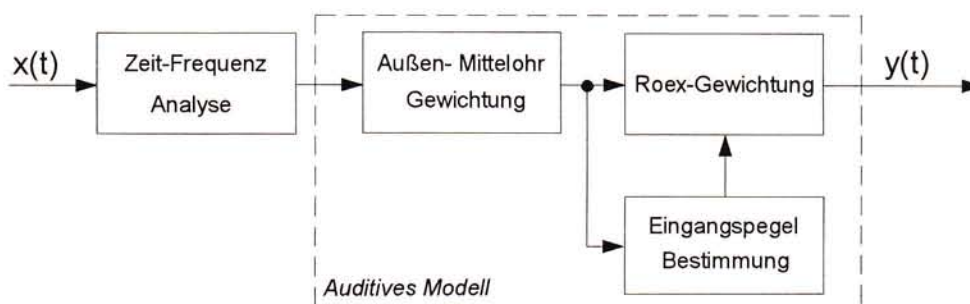 x(t)
Zeit-Frequenz
Analyse
Außen- Mittelohr
Gewichtung
Roex-Gewichtung
y(t)
Eingangspegel
Bestimmung
Auditives Modell